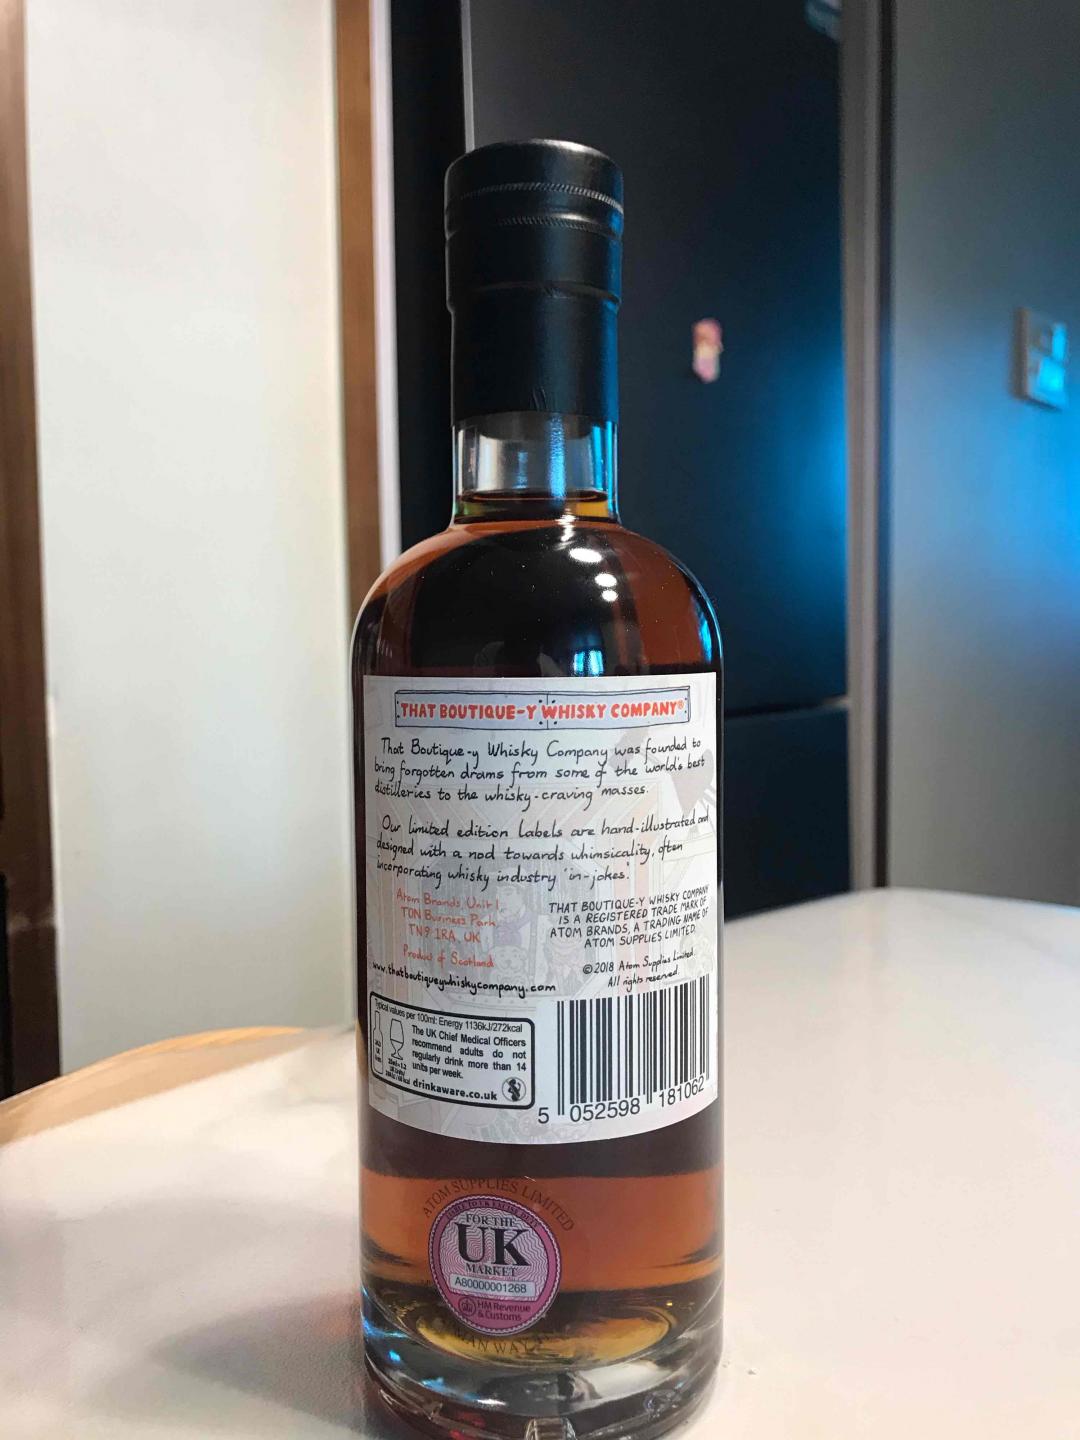 THAT BOUTIQUE-Y WHISKY COMPANY®
That Boutique-y Whisky Company was founded to
bring forgotten drams from some of the world's best
distilleries to the whisky-craving masses.
Our limited edition labels are hand-illustrated and
designed with a nod towards whimsicality, often
incorporating whisky industry 'in-jokes'.
Atom Brands, Unit 1,
TON Business Park,
TN9 1RA, UK
Product of Scotland
www.thatboutiqueywhiskycompany.com
THAT BOUTIQUE-Y WHISKY COMPANY
IS A REGISTERED TRADE MARK OF
ATOM BRANDS, A TRADING NAME OF
ATOM SUPPLIES LIMITED.
©2018 Atom Supplies Limited.
All rights reserved.
Typical values per 100ml: Energy 1136kJ/272kcal
The UK Chief Medical Officers
recommend adults do not
regularly drink more than 14
units per week.
drinkaware.co.uk
5 052598 181062
ATOM SUPPLIES LIMITED
FOR THE
UK
MARKET
A80000001268
HM Revenue
& Customs